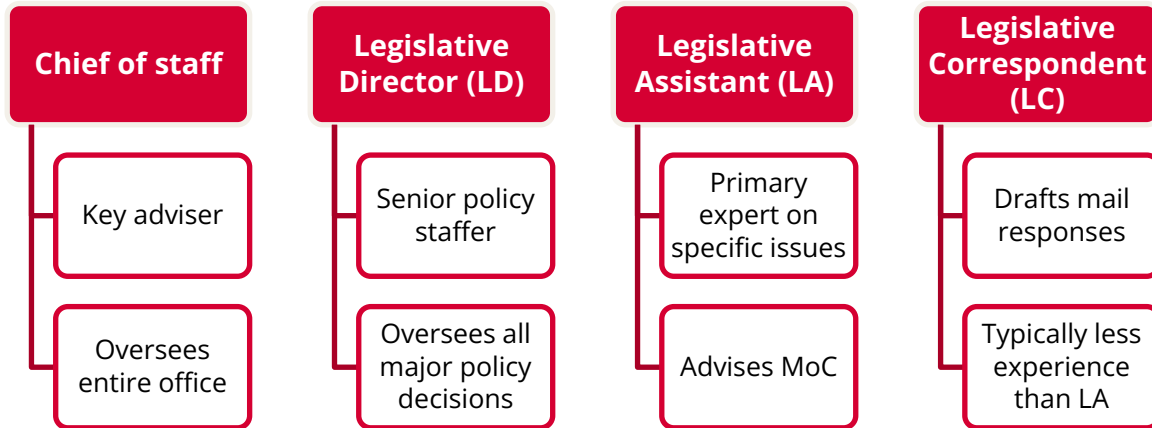 Chief of staff
Key adviser
Oversees
entire office
Legislative
Director (LD)
Senior policy
staffer
Oversees all
major policy
decisions
Legislative
Assistant (LA)
Primary
expert on
specific issues
Advises MoC
Legislative
Correspondent
(LC)
Drafts mail
responses
Typically less
experience
than LA